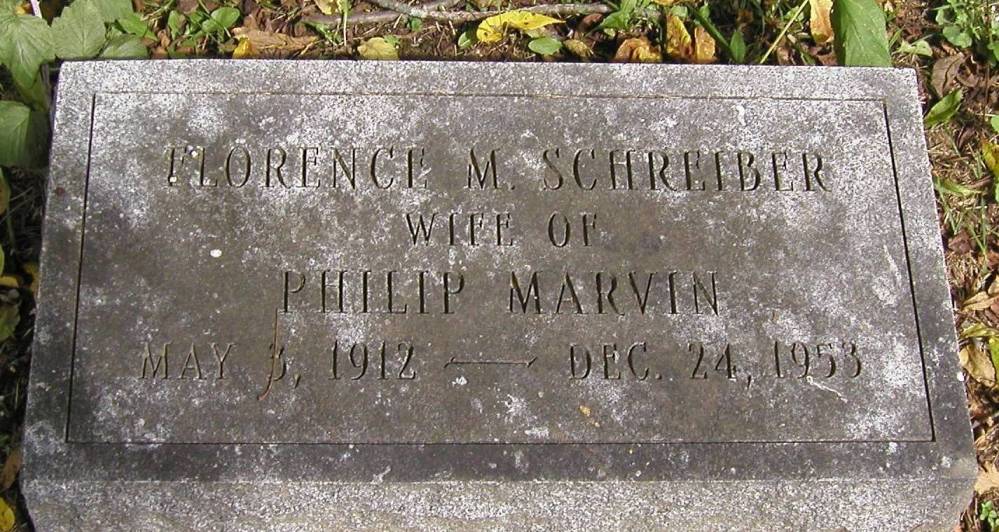 FLORENCE M. SCHREIBER
WIFE OF
PHILIP MARVIN
MAY 3, 1912 — DEC. 24, 1953